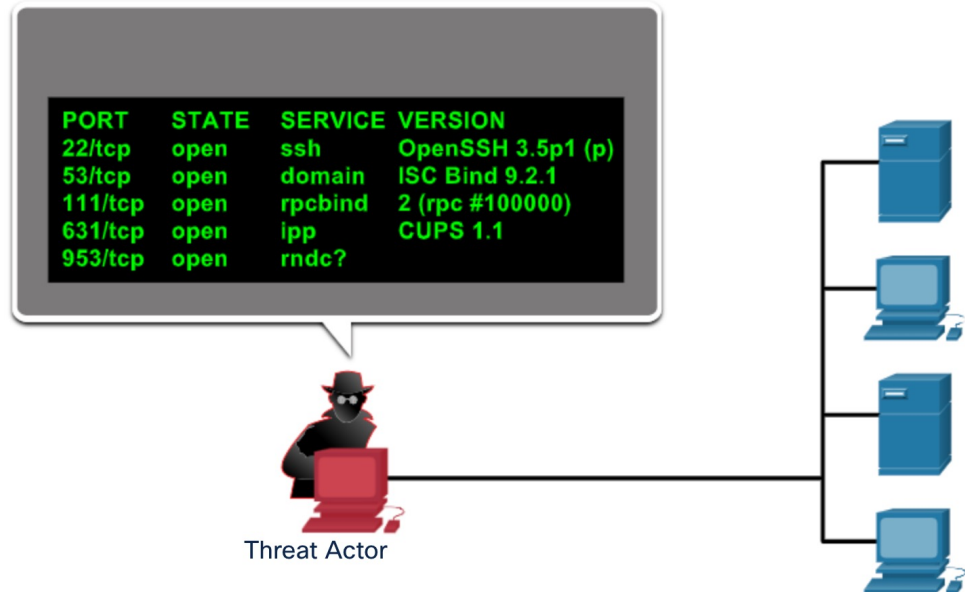 PORT STATE SERVICE VERSION
22/tcp open ssh OpenSSH 3.5p1 (p)
53/tcp open domain ISC Bind 9.2.1
111/tcp open rpcbind 2 (rpc #100000)
631/tcp open ipp CUPS 1.1
953/tcp open rndc?
Threat Actor